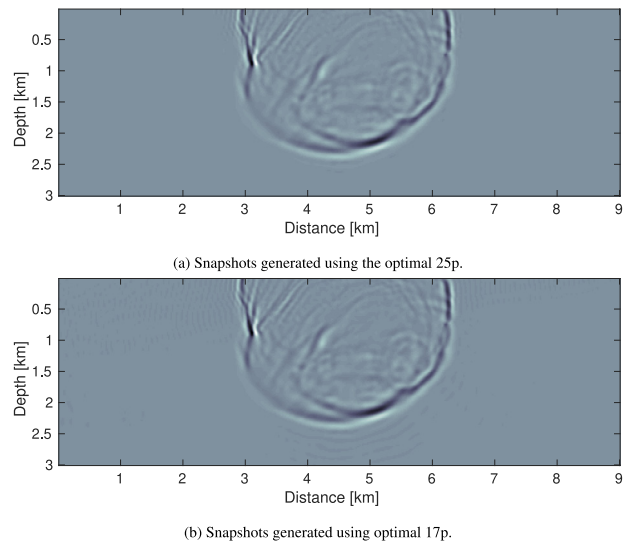 0.5
1
1.5
2
2.5
3
Depth [km]
1 2 3 4 5 6 7 8 9
Distance [km]
(a) Snapshots generated using the optimal 25p.
0.5
1
1.5
2
2.5
3
Depth [km]
1 2 3 4 5 6 7 8 9
Distance [km]
(b) Snapshots generated using optimal 17p.